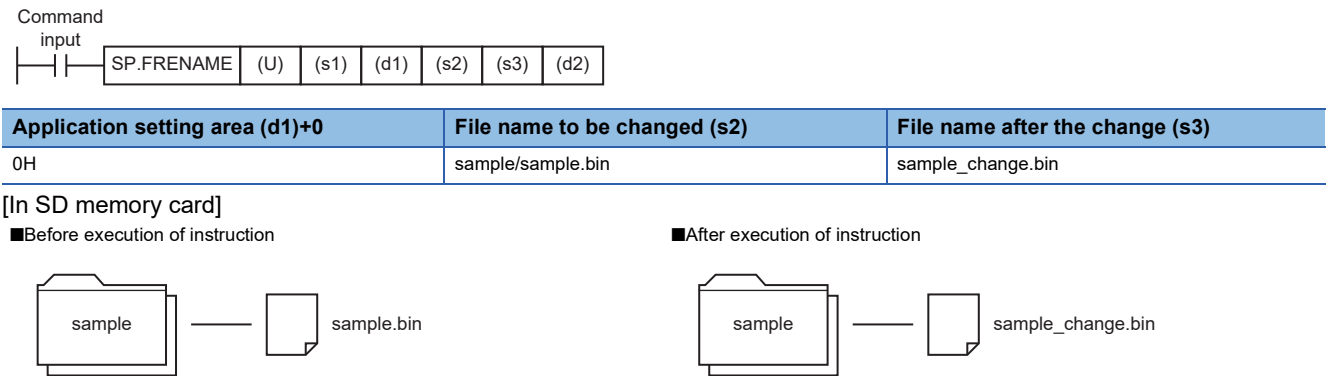 Command
input
SP.FRENAME (U) (s1) (d1) (s2) (s3) (d2)
Application setting area (d1)+0 File name to be changed (s2) File name after the change (s3)
0H sample/sample.bin sample_change.bin
[In SD memory card]
■Before execution of instruction ■After execution of instruction
sample sample.bin sample sample_change.bin